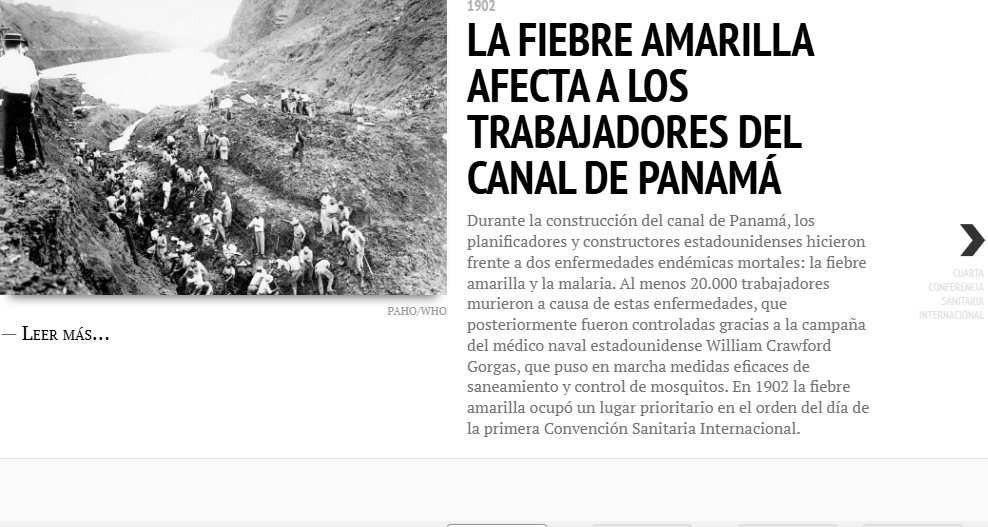 1902
LA FIEBRE AMARILLA
AFECTA A LOS
TRABAJADORES DEL
CANAL DE PANAMÁ
Durante la construcción del canal de Panamá, los
planificadores y constructores estadounidenses hicieron
frente a dos enfermedades endémicas mortales: la fiebre
amarilla y la malaria. Al menos 20.000 trabajadores
murieron a causa de estas enfermedades, que
posteriormente fueron controladas gracias a la campaña
del médico naval estadounidense William Crawford
Gorgas, que puso en marcha medidas eficaces de
saneamiento y control de mosquitos. En 1902 la fiebre
amarilla ocupó un lugar prioritario en el orden del día de
la primera Convención Sanitaria Internacional.
PAHO/WHO
— Leer más…
CUARTA
CONFERENCIA
SANITARIA
INTERNACIONAL